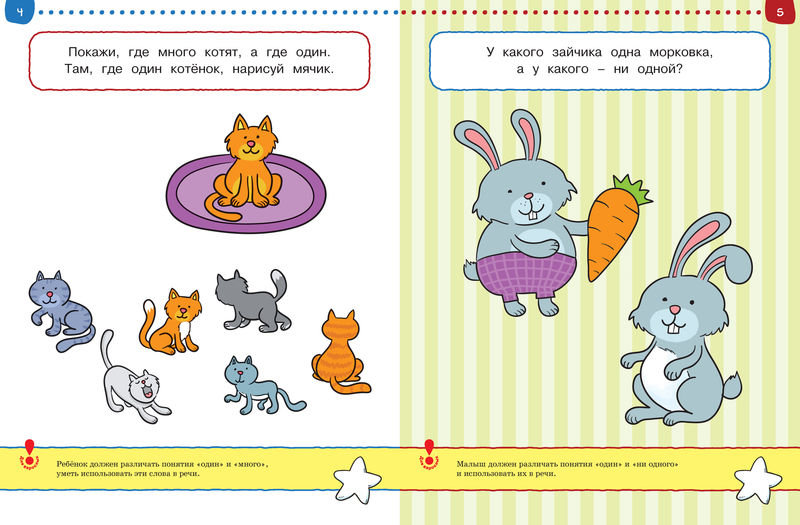 4
Покажи, где много котят, а где один.
Там, где один котёнок, нарисуй мячик.
Ребёнок должен различать понятия «один» и «много»,
уметь использовать эти слова в речи.
5
У какого зайчика одна морковка,
а у какого – ни одной?
Малыш должен различать понятия «один» и «ни одного»
и использовать их в речи.